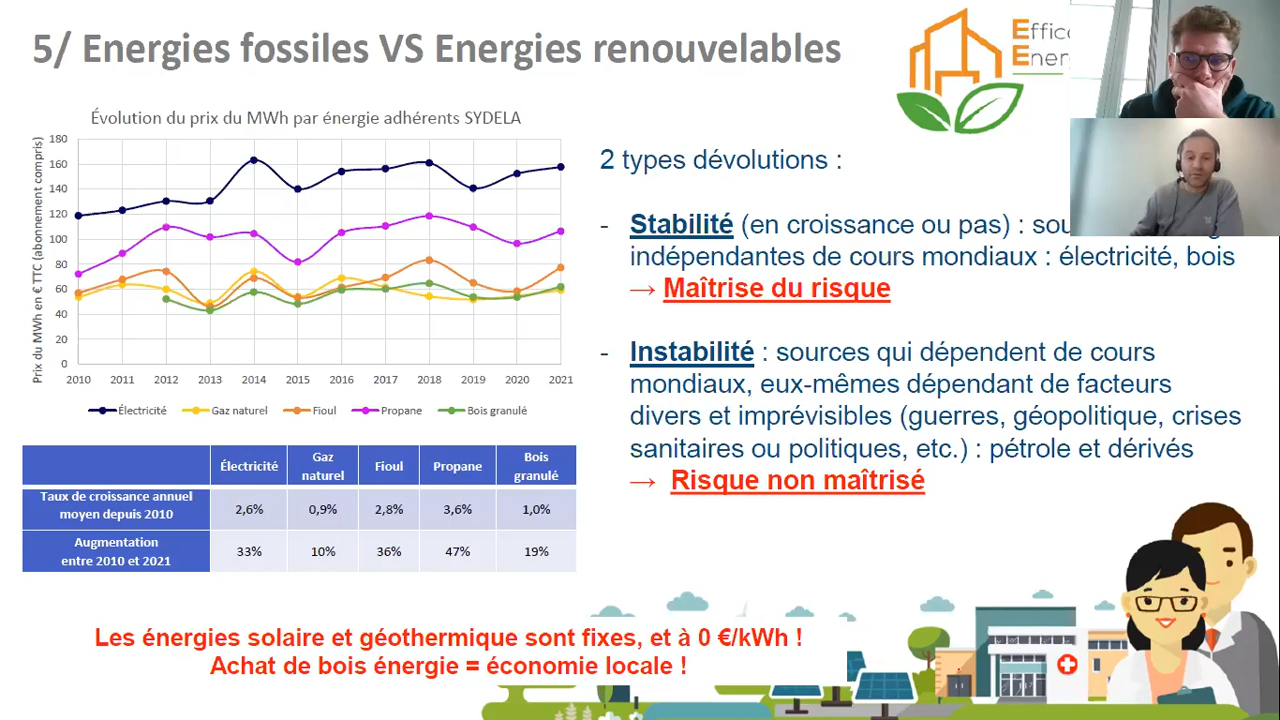 5/ Energies fossiles VS Energies renouvelables
Évolution du prix du MWh par énergie adhérents SYDELA
Prix du MWh en € TTC (abonnement compris)
180
160
140
120
100
80
60
40
20
0
2010 2011 2012 2013 2014 2015 2016 2017 2018 2019 2020 2021
Électricité Gaz naturel Fioul Propane Bois granulé
Électricité Gaz naturel Fioul Propane Bois granulé
Taux de croissance annuel moyen depuis 2010 2,6% 0,9% 2,8% 3,6% 1,0%
Augmentation entre 2010 et 2021 33% 10% 36% 47% 19%
2 types dévolutions :
- Stabilité (en croissance ou pas) :
indépendantes de cours mondiaux : électricité, bois
→ Maîtrise du risque
- Instabilité : sources qui dépendent de cours
mondiaux, eux-mêmes dépendant de facteurs
divers et imprévisibles (guerres, géopolitique, crises
sanitaires ou politiques, etc.) : pétrole et dérivés
→ Risque non maîtrisé
Les énergies solaire et géothermique sont fixes, et à 0 €/kWh !
Achat de bois énergie = économie locale !